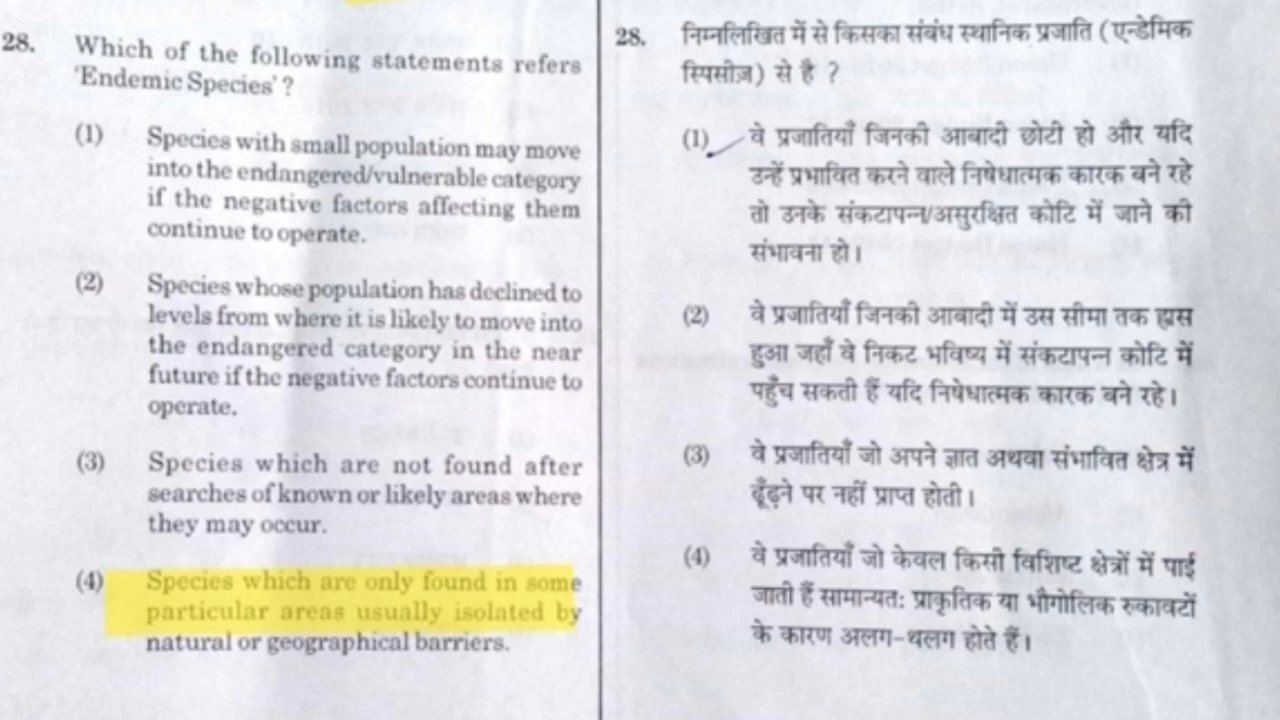 28. Which of the following statements refers
'Endemic Species' ?
(1) Species with small population may move
into the endangered/vulnerable category
if the negative factors affecting them
continue to operate.
(2) Species whose population has declined to
levels from where it is likely to move into
the endangered category in the near
future if the negative factors continue to
operate.
(3) Species which are not found after
searches of known or likely areas where
they may occur.
(4) Species which are only found in some
particular areas usually isolated by
natural or geographical barriers.
28. निम्नलिखित में से किसका संबंध स्थानिक प्रजाति (एन्डेमिक
स्पिसीज़) से है ?
(1) वे प्रजातियाँ जिनकी आबादी छोटी हो और यदि
उन्हें प्रभावित करने वाले निषेधात्मक कारक बने रहे
तो उनके संकटापन्न/असुरक्षित कोटि में जाने की
संभावना हो।
(2) वे प्रजातियाँ जिनकी आबादी में उस सीमा तक ह्रास
हुआ जहाँ वे निकट भविष्य में संकटापन्न कोटि में
पहुँच सकती हैं यदि निषेधात्मक कारक बने रहे।
(3) वे प्रजातियाँ जो अपने ज्ञात अथवा संभावित क्षेत्र में
ढूँढ़ने पर नहीं प्राप्त होती।
(4) वे प्रजातियाँ जो केवल किसी विशिष्ट क्षेत्रों में पाई
जाती हैं सामान्यतः प्राकृतिक या भौगोलिक रुकावटों
के कारण अलग-थलग होते हैं।